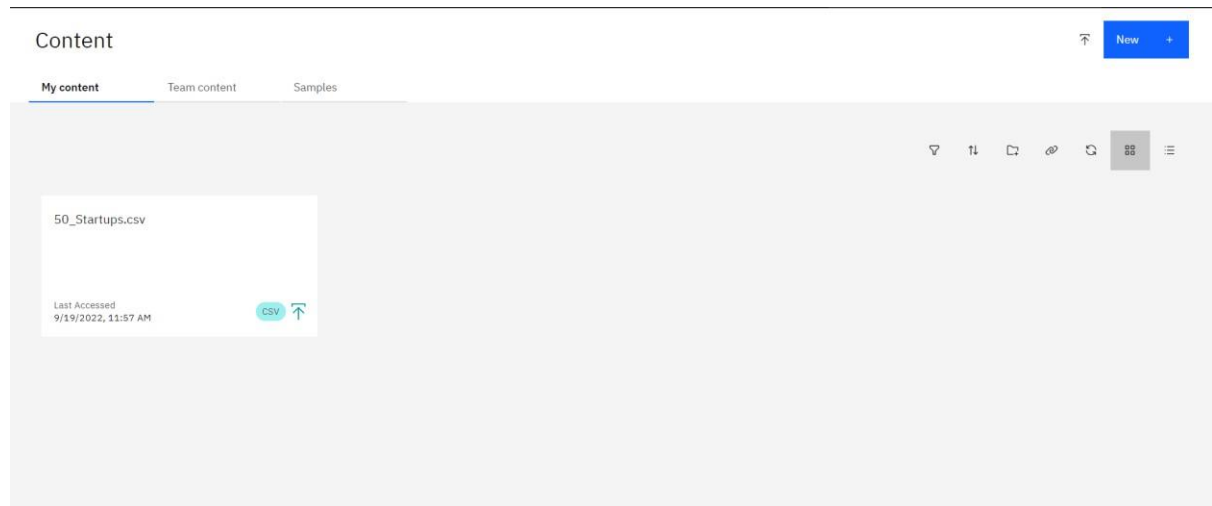 Content
New +
My content
Team content
Samples
50_Startups.csv
Last Accessed
9/19/2022, 11:57 AM
CSV